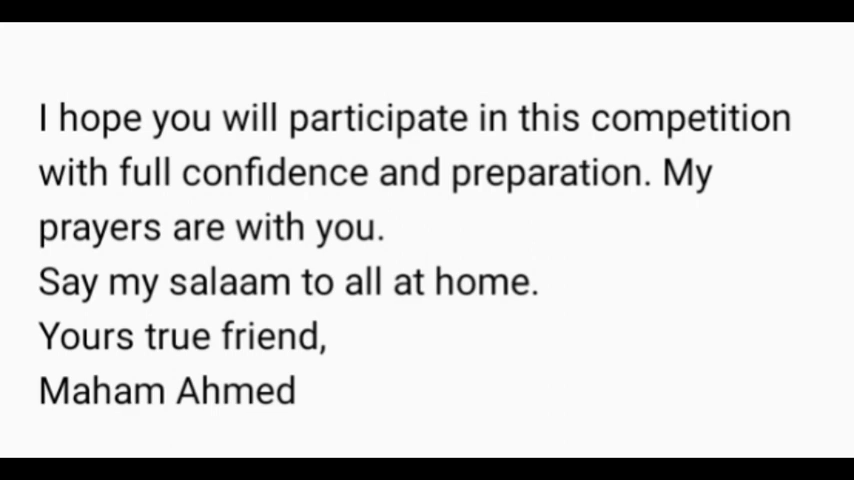 I hope you will participate in this competition
with full confidence and preparation. My
prayers are with you.
Say my salaam to all at home.
Yours true friend,
Maham Ahmed